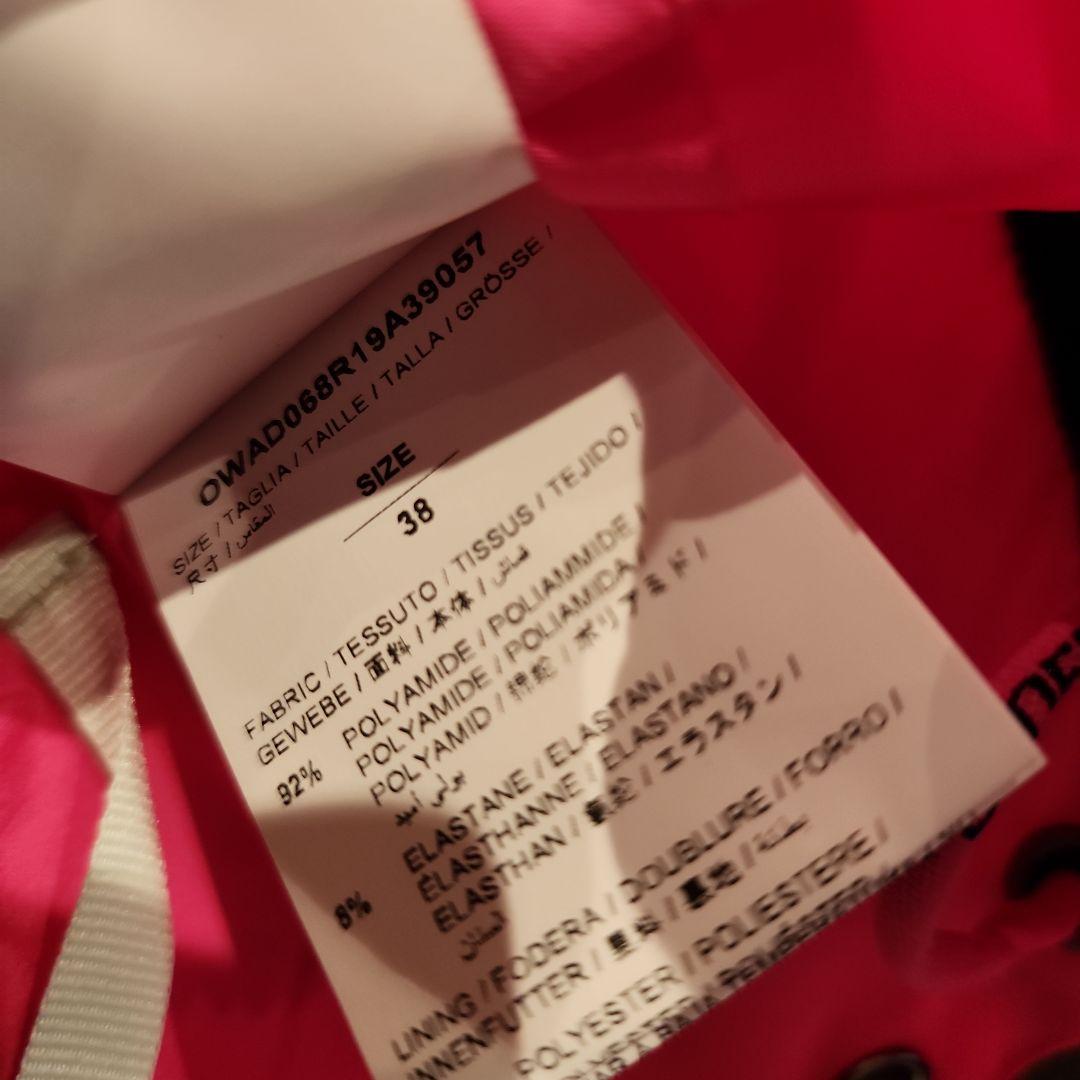 OWAD068R19A39057
SIZE / TAGLIA / TAILLE / TALLA / GRÖSSE /
尺寸 / المقاس
SIZE
38
FABRIC / TESSUTO / TISSUS / TEJIDO /
GEWEBE / 面料 / 本体 / قماش
92% POLYAMIDE / POLIAMMIDE /
POLYAMIDE / POLIAMIDA /
POLYAMID / 锦纶 / ポリアミド /
بولي أميد
8% ELASTANE / ELASTAN /
ÉLASTHANNE / ELASTANO /
ELASTHAN / 氨纶 / エラスタン /
LINING / FODERA / DOUBLURE / FORRO /
INNENFUTTER / 里料 / 裏地 /
POLYESTER / POLIESTERE /